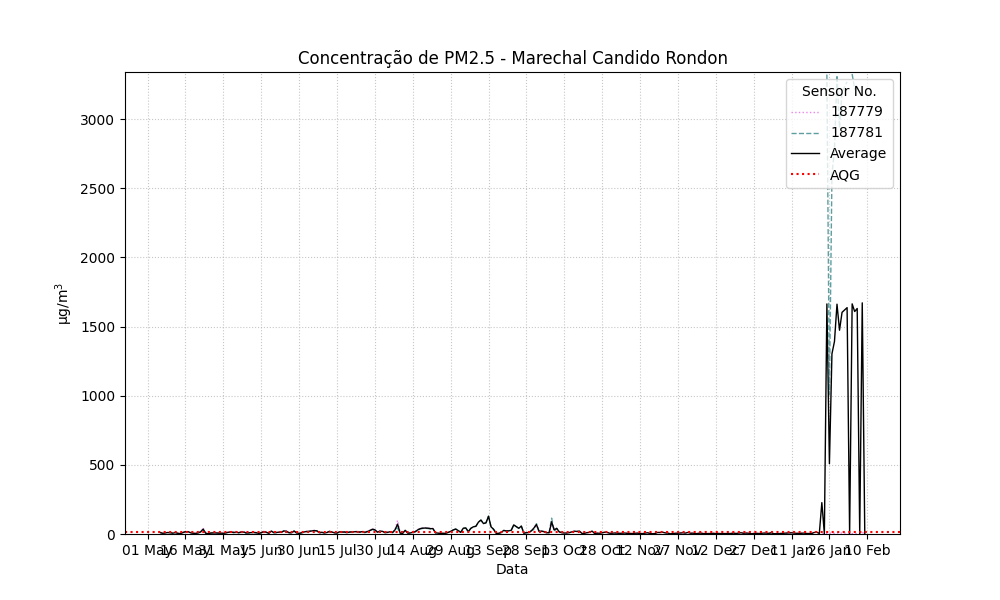 Concentração de PM2.5 - Marechal Candido Rondon
Sensor No.
187779
187781
Average
AQG
3000
2500
2000
1500
1000
500
0
µg/m³
01 May 16 May 31 May 15 Jun 30 Jun 15 Jul 30 Jul 14 Aug 29 Aug 13 Sep 28 Sep 13 Oct 28 Oct 12 Nov 27 Nov 12 Dec 27 Dec 11 Jan 26 Jan 10 Feb
Data